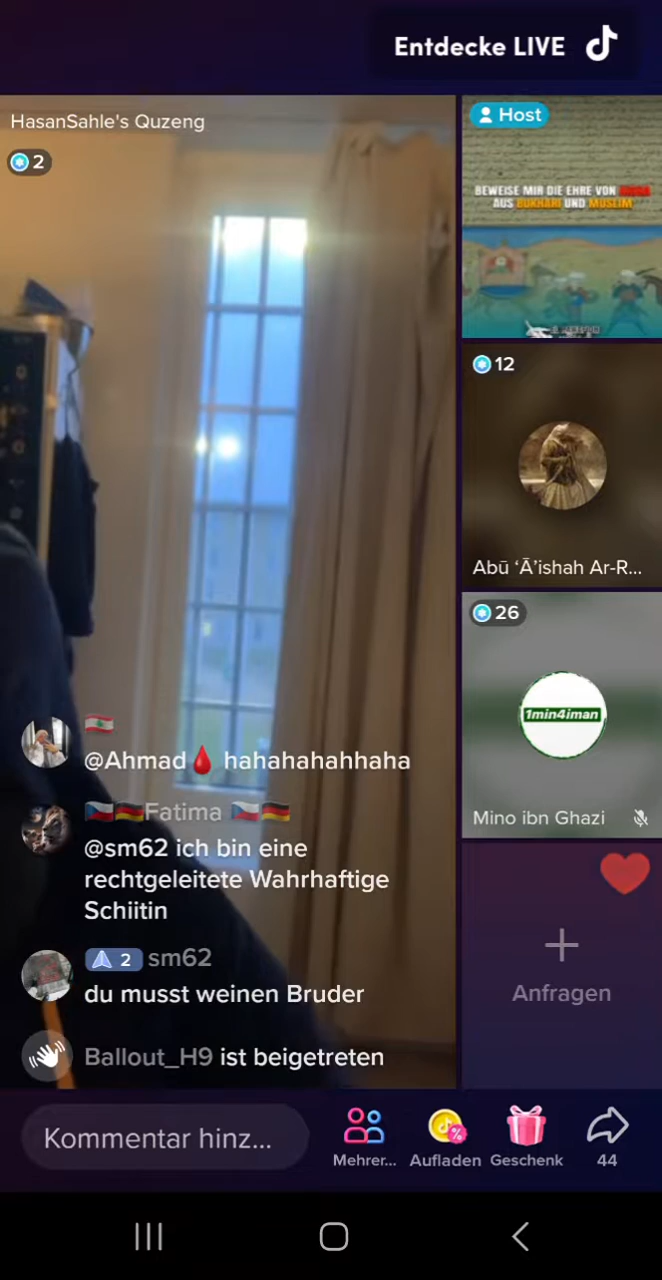 Entdecke LIVE
HasanSahle's Quzeng
2
Host
BEWEISE MIR DIE EHRE VON
AUS BUKHARI UND MUSLIM
12
Abū ‘Ā’ishah Ar-R...
26
1min4iman
Mino ibn Ghazi
Anfragen
@Ahmad🩸 hahahahahhaha
🇨🇿🇩🇪Fatima 🇨🇿🇩🇪
@sm62 ich bin eine
rechtgeleitete Wahrhaftige
Schiitin
2 sm62
du musst weinen Bruder
Ballout_H9 ist beigetreten
Kommentar hinz...
Mehrer...
Aufladen
Geschenk
44